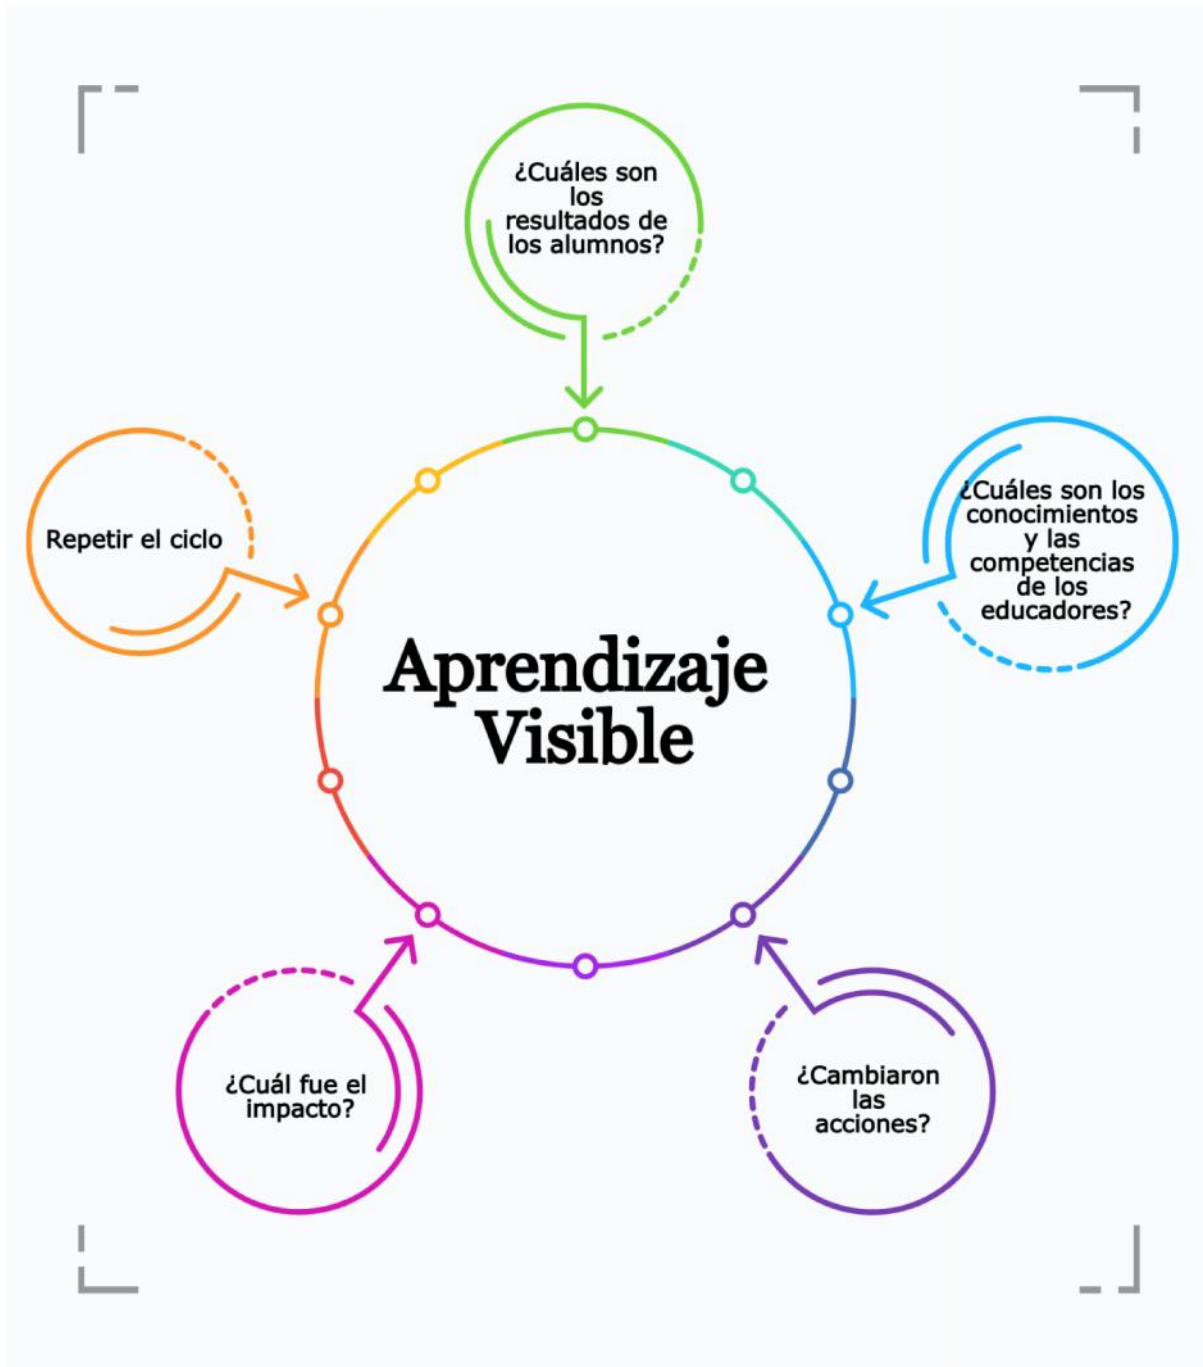 ¿Cuáles son
los
resultados de
los alumnos?
¿Cuáles son los
conocimientos
y las
competencias
de los
educadores?
Repetir el ciclo
Aprendizaje
Visible
¿Cuál fue el
impacto?
¿Cambiaron
las
acciones?